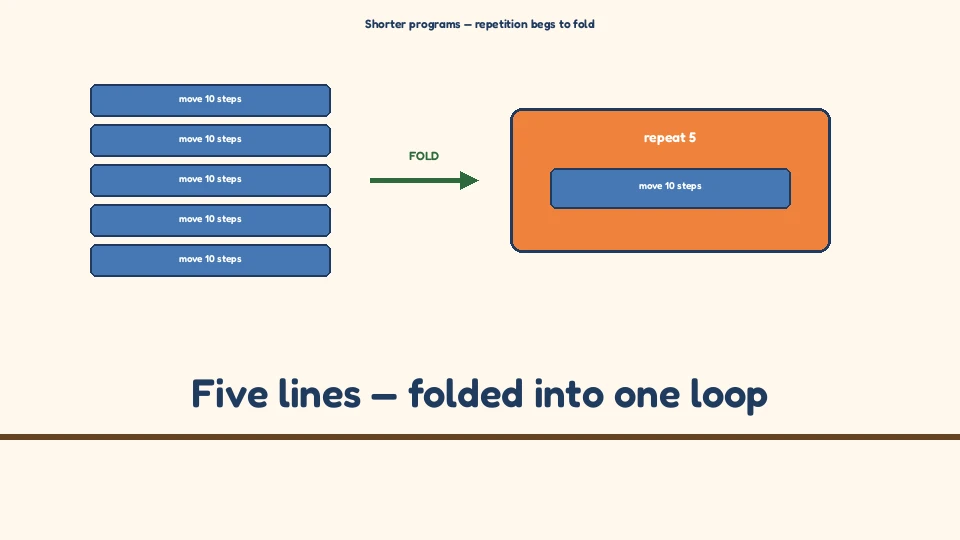 Shorter programs — repetition begs to fold
move 10 steps
move 10 steps
move 10 steps
move 10 steps
move 10 steps
FOLD
repeat 5
move 10 steps
Five lines — folded into one loop